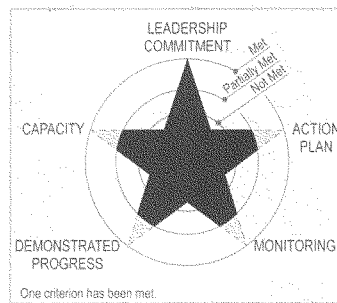 LEADERSHIP
COMMITMENT
Met
Partially Met
Not Met
CAPACITY
ACTION
PLAN
DEMONSTRATED
PROGRESS
MONITORING
One criterion has been met.